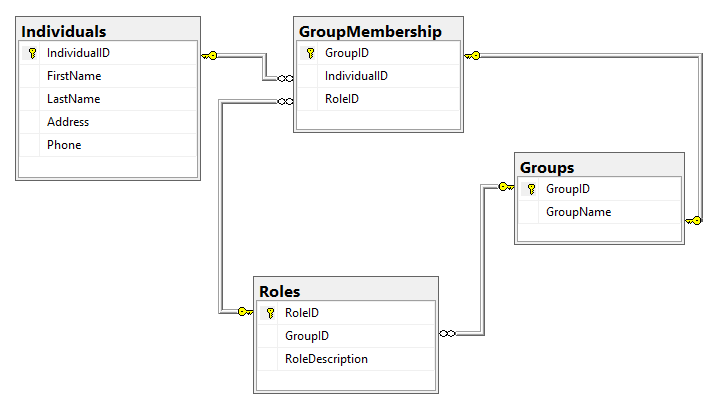 Individuals
IndividualID
FirstName
LastName
Address
Phone
GroupMembership
GroupID
IndividualID
RoleID
Groups
GroupID
GroupName
Roles
RoleID
GroupID
RoleDescription